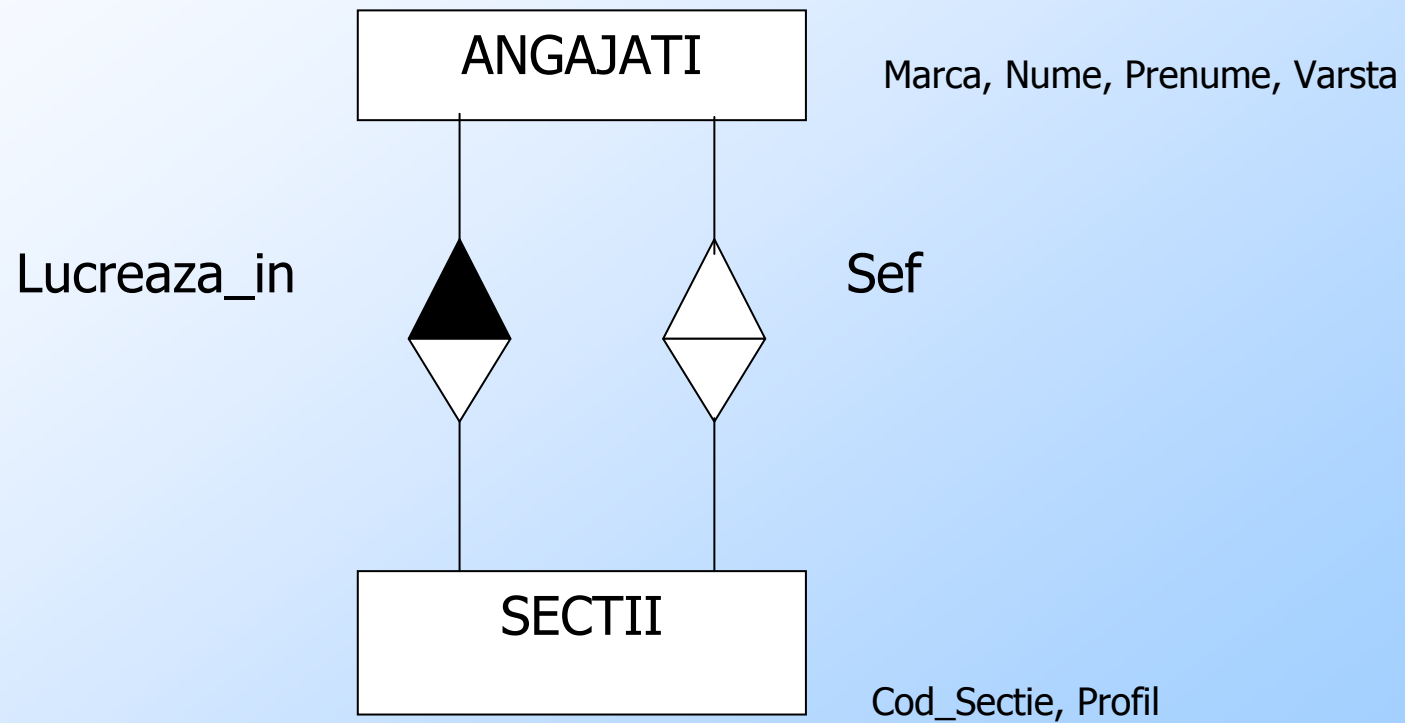 ANGAJATI
Marca, Nume, Prenume, Varsta
Lucreaza_in
Sef
SECTII
Cod_Sectie, Profil